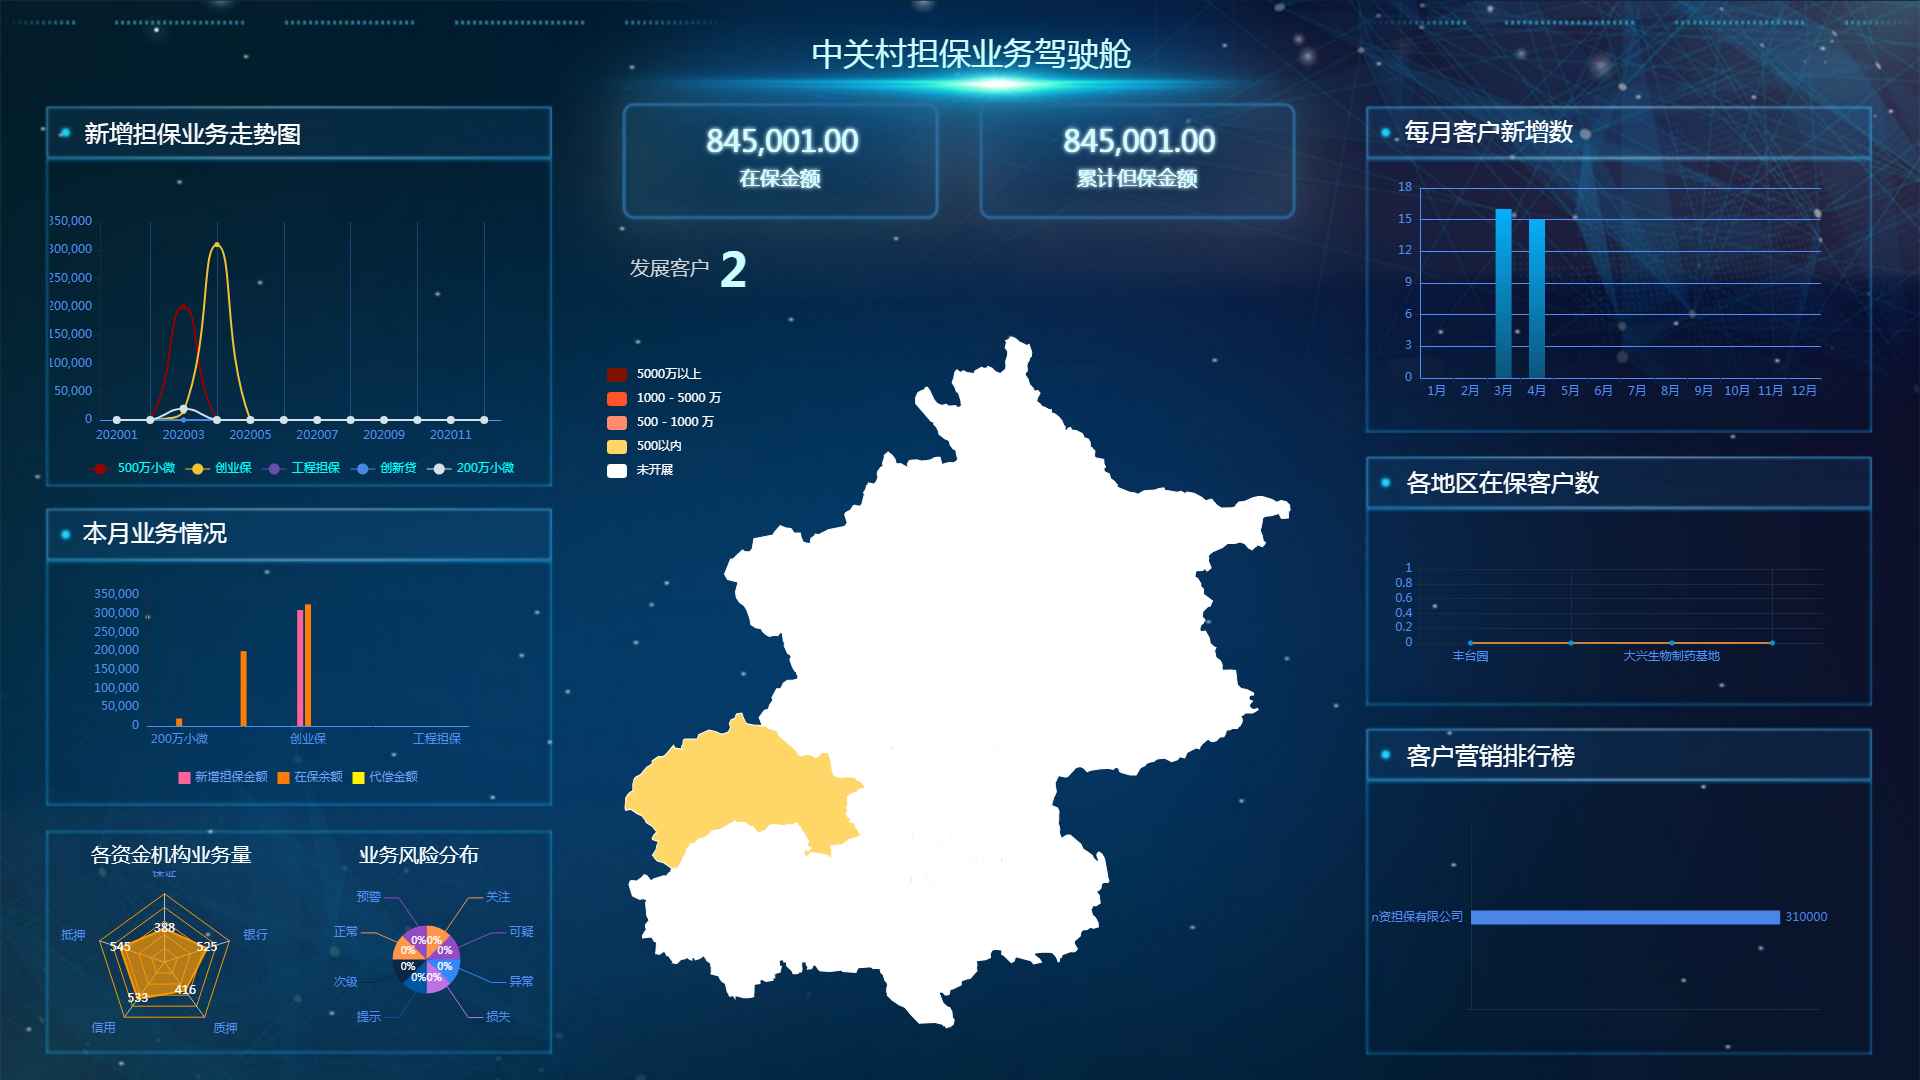 中关村担保业务驾驶舱
新增担保业务走势图
350,000
300,000
250,000
200,000
150,000
100,000
50,000
0
202001 202003 202005 202007 202009 202011
500万小微 创业保 工程担保 创新贷 200万小微
本月业务情况
350,000
300,000
250,000
200,000
150,000
100,000
50,000
0
200万小微 创业保 工程担保
新增担保金额 在保余额 代偿金额
各资金机构业务量
保证
388
抵押 545 525 银行
533 416
信用 质押
业务风险分布
预警 关注
正常 0% 0% 可疑
0% 0%
次级 0% 0% 异常
0% 0%
提示 损失
845,001.00
在保金额
845,001.00
累计但保金额
发展客户 2
5000万以上
1000 - 5000 万
500 - 1000 万
500以内
未开展
每月客户新增数
18
15
12
9
6
3
0
1月 2月 3月 4月 5月 6月 7月 8月 9月 10月 11月 12月
各地区在保客户数
1
0.8
0.6
0.4
0.2
0
丰台园 大兴生物制药基地
客户营销排行榜
n资担保有限公司 310000